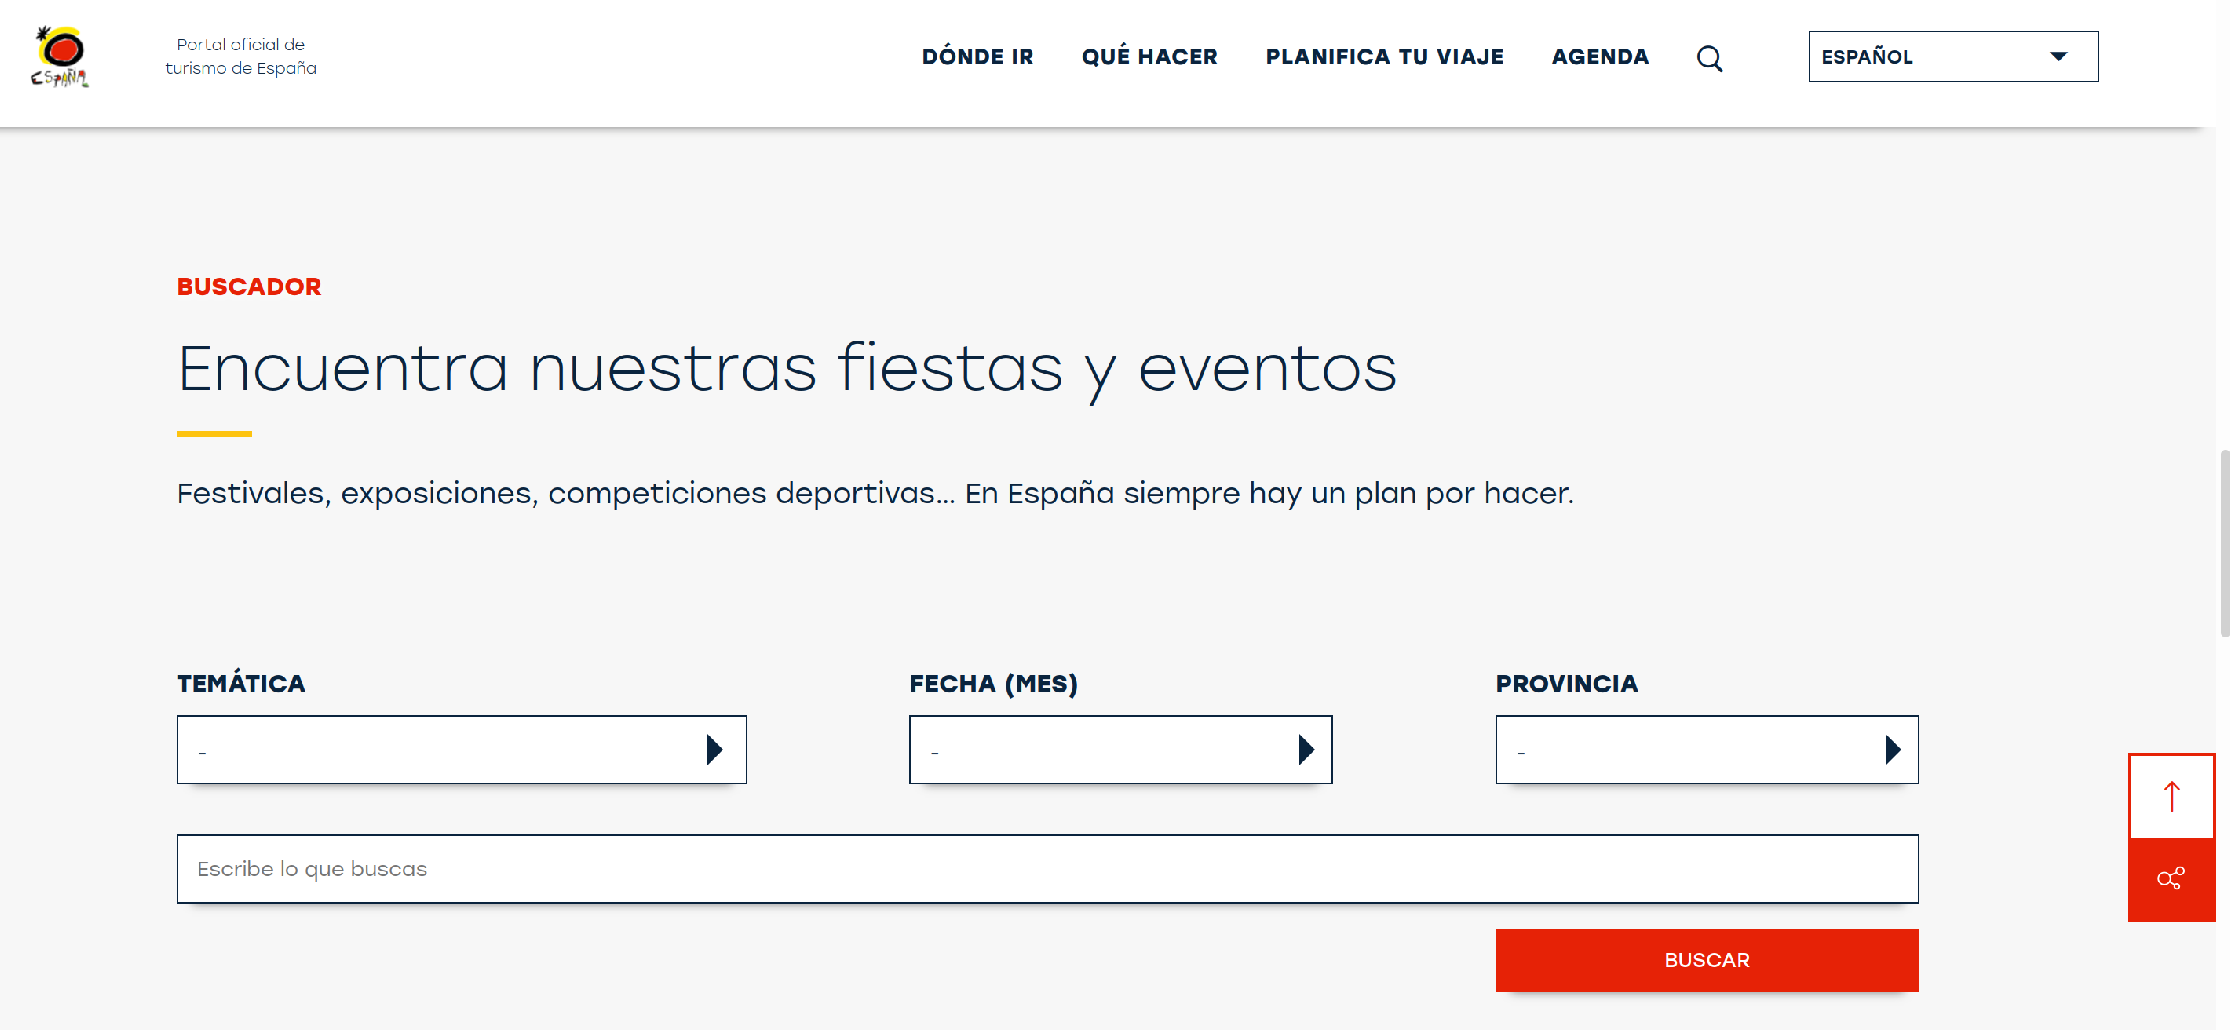 ESPAÑA
Portal oficial de
turismo de España
DÓNDE IR
QUÉ HACER
PLANIFICA TU VIAJE
AGENDA
ESPAÑOL
BUSCADOR
Encuentra nuestras fiestas y eventos
Festivales, exposiciones, competiciones deportivas... En España siempre hay un plan por hacer.
TEMÁTICA
FECHA (MES)
PROVINCIA
-
-
-
Escribe lo que buscas
BUSCAR